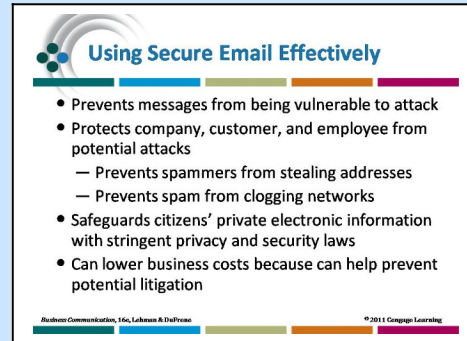 Using Secure Email Effectively
• Prevents messages from being vulnerable to attack
• Protects company, customer, and employee from
potential attacks
— Prevents spammers from stealing addresses
— Prevents spam from clogging networks
• Safeguards citizens’ private electronic information
with stringent privacy and security laws
• Can lower business costs because can help prevent
potential litigation
Business Communication, 16e, Lehman & DuFrene
© 2011 Cengage Learning